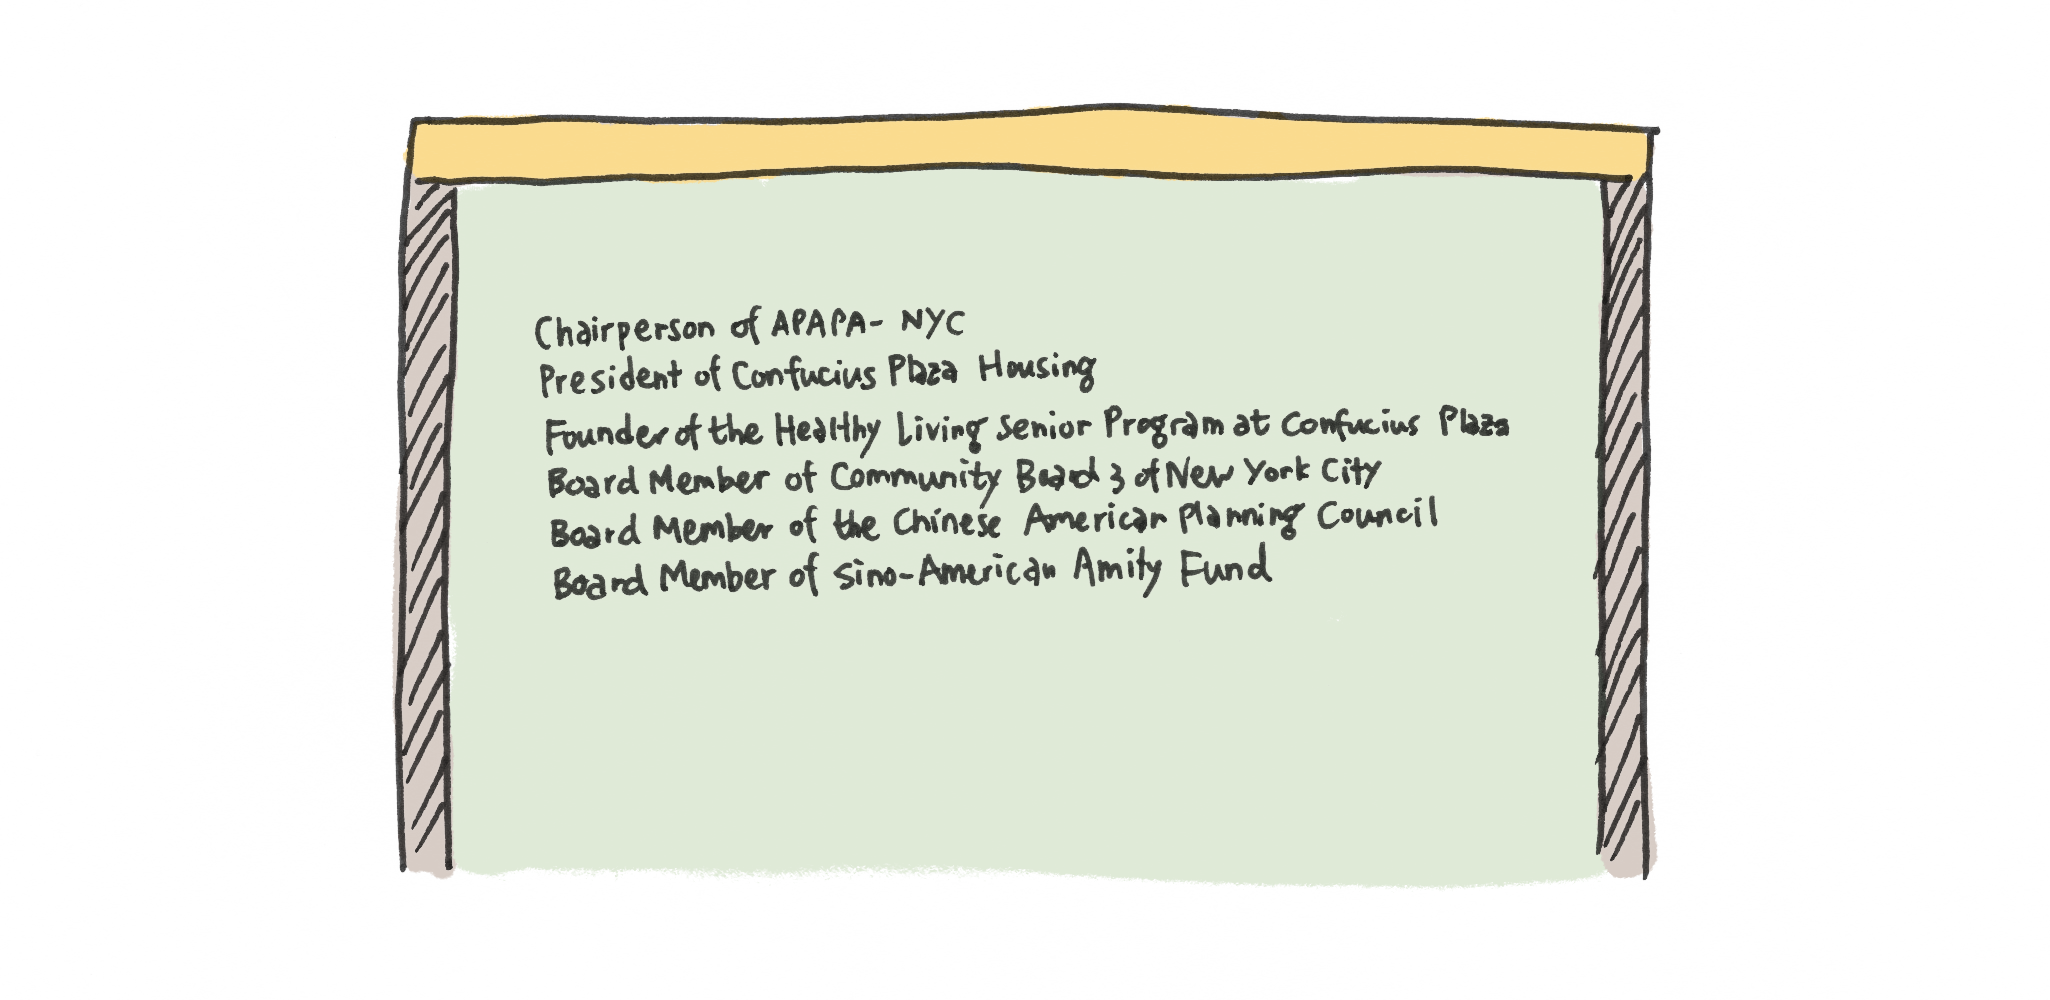 Chairperson of APAPA- NYC
President of Confucius Plaza Housing
Founder of the Healthy Living Senior Program at Confucius Plaza
Board Member of Community Board 3 of New York City
Board Member of the Chinese American Planning Council
Board Member of Sino-American Amity Fund